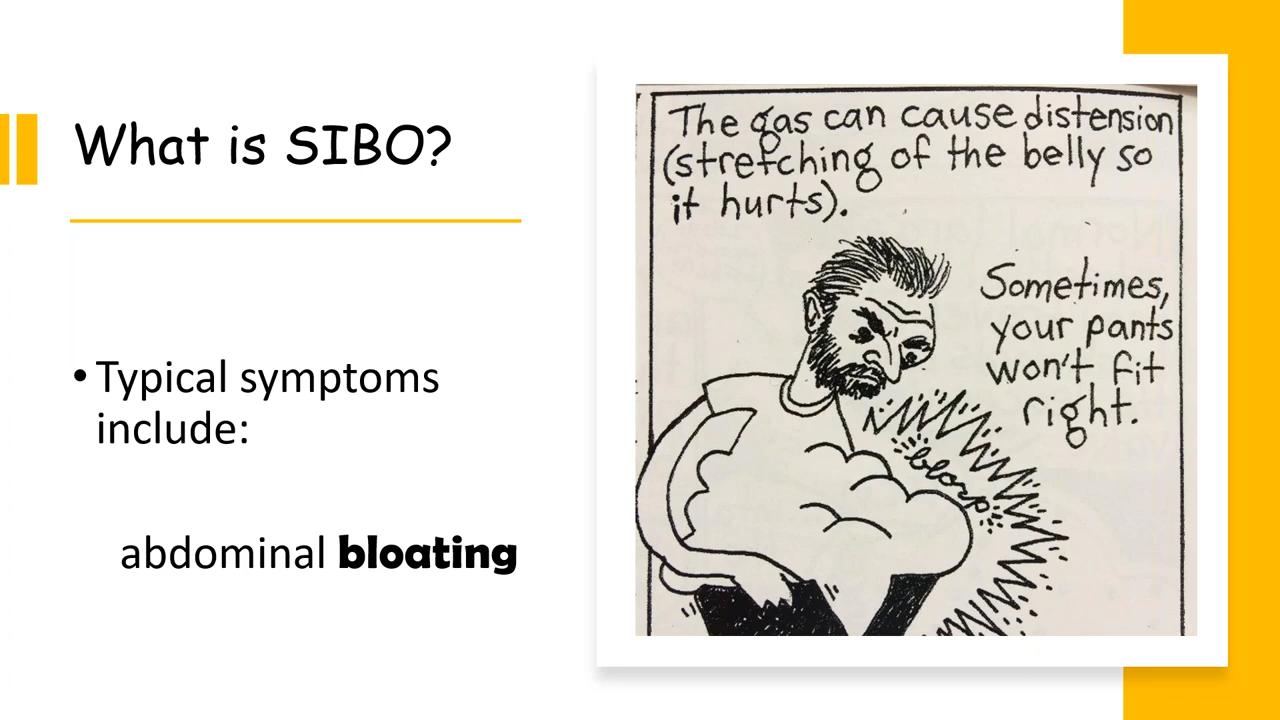 What is SIBO?
• Typical symptoms
include:
abdominal bloating
The gas can cause distension
(stretching of the belly so
it hurts).
Sometimes,
your pants
won't fit
right.
blorp